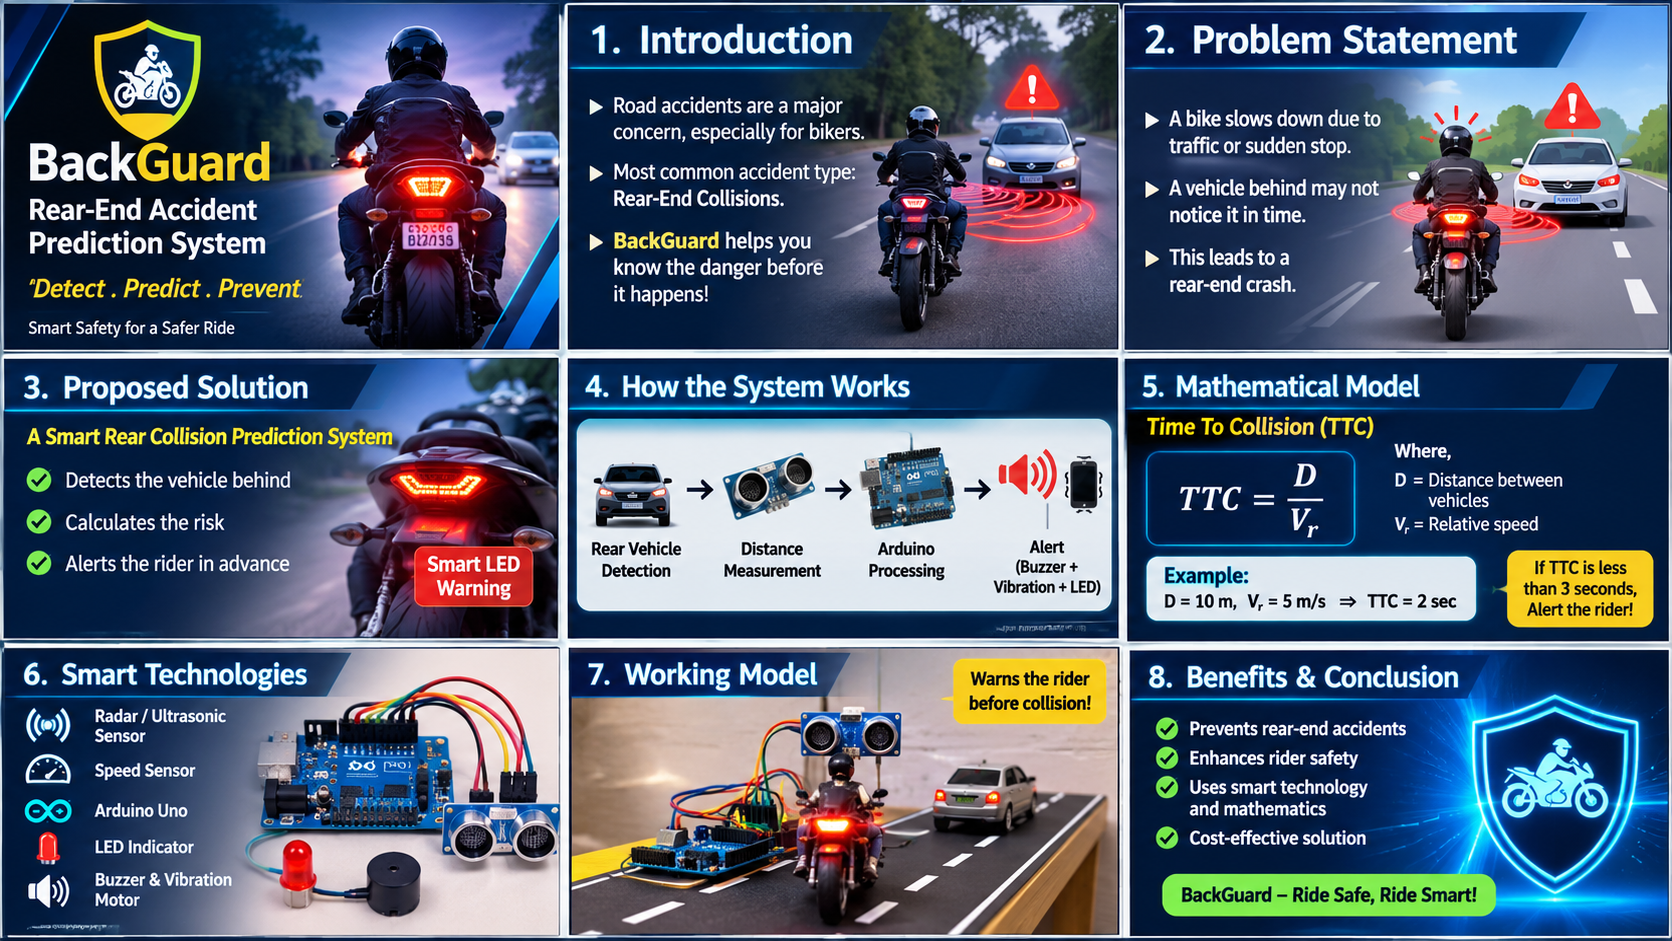 BackGuard
Rear-End Accident
Prediction System
"Detect . Predict . Prevent
Smart Safety for a Safer Ride
1. Introduction
Road accidents are a major
concern, especially for bikers.
Most common accident type:
Rear-End Collisions.
BackGuard helps you
know the danger before
it happens!
2. Problem Statement
A bike slows down due to
traffic or sudden stop.
A vehicle behind may not
notice it in time.
This leads to a
rear-end crash.
3. Proposed Solution
A Smart Rear Collision Prediction System
Detects the vehicle behind
Calculates the risk
Alerts the rider in advance
Smart LED
Warning
4. How the System Works
Rear Vehicle
Detection
Distance
Measurement
Arduino
Processing
Alert
(Buzzer +
Vibration + LED)
5. Mathematical Model
Time To Collision (TTC)
TTC = D / Vr
Where,
D = Distance between
vehicles
Vr = Relative speed
Example:
D = 10 m, Vr = 5 m/s ⇒ TTC = 2 sec
If TTC is less
than 3 seconds,
Alert the rider!
6. Smart Technologies
Radar / Ultrasonic
Sensor
Speed Sensor
Arduino Uno
LED Indicator
Buzzer & Vibration
Motor
7. Working Model
Warns the rider
before collision!
8. Benefits & Conclusion
Prevents rear-end accidents
Enhances rider safety
Uses smart technology
and mathematics
Cost-effective solution
BackGuard – Ride Safe, Ride Smart!